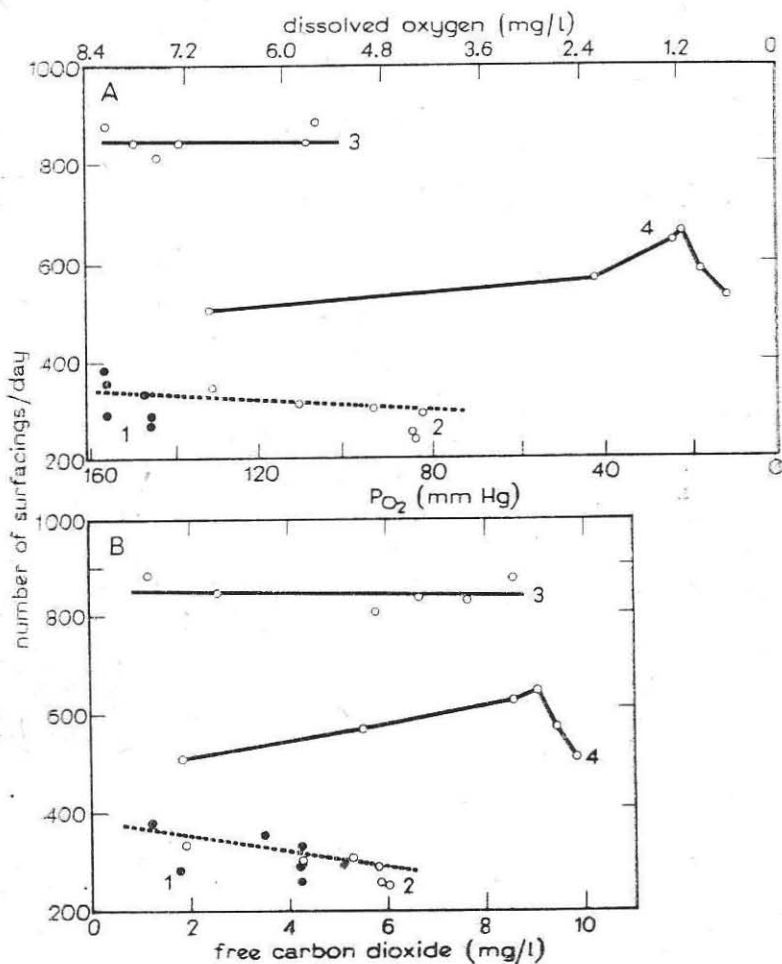 dissolved oxygen (mg/l)
8.4 7.2 6.0 4.8 3.6 2.4 1.2 0
A
1000
800
600
400
200
3
4
1
2
160 120 80 40 0
PO2 (mm Hg)
number of surfacings/day
B
1000
800
600
400
200
3
4
1
2
0 2 4 6 8 10
free carbon dioxide (mg/l)